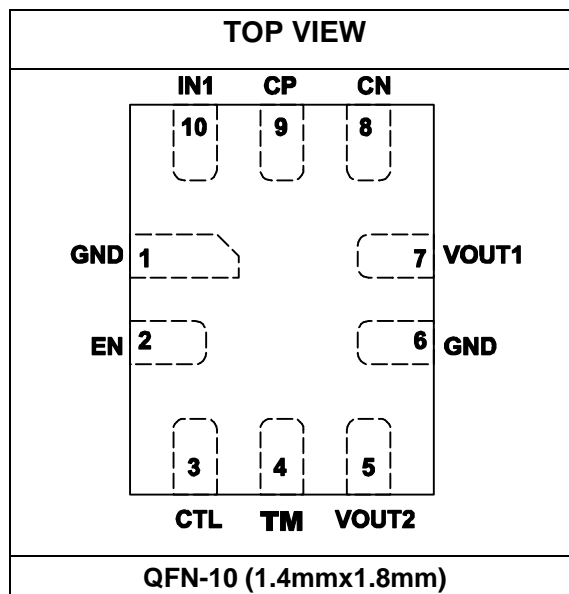 TOP VIEW
IN1 CP CN
10 9 8
GND 1 7 VOUT1
EN 2 6 GND
3 4 5
CTL TM VOUT2
QFN-10 (1.4mmx1.8mm)